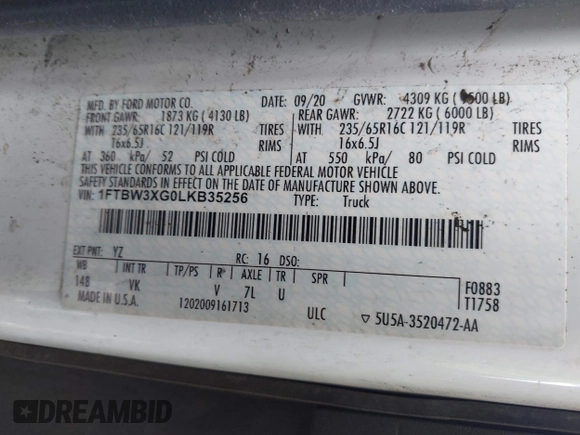 MFD. BY FORD MOTOR CO. DATE: 09/20 GVWR: 4309 KG ( 9500 LB)
FRONT GAWR: 1873 KG ( 4130 LB) REAR GAWR: 2722 KG ( 6000 LB)
WITH 235/65R16C 121/119R TIRES WITH 235/65R16C 121/119R TIRES
16x6.5J RIMS 16x6.5J RIMS
AT 360 kPa/ 52 PSI COLD AT 550 kPa/ 80 PSI COLD
THIS VEHICLE CONFORMS TO ALL APPLICABLE FEDERAL MOTOR VEHICLE
SAFETY STANDARDS IN EFFECT ON THE DATE OF MANUFACTURE SHOWN ABOVE.
VIN: 1FTBW3XG0LKB35256 TYPE: Truck
EXT PNT: YZ RC: 16 DSO:
WB INT TR TP/PS R AXLE TR SPR F0883
148 VK V 7L U T1758
MADE IN U.S.A. 1202009161713 ULC ▽ 5U5A-3520472-AA
DREAMBID